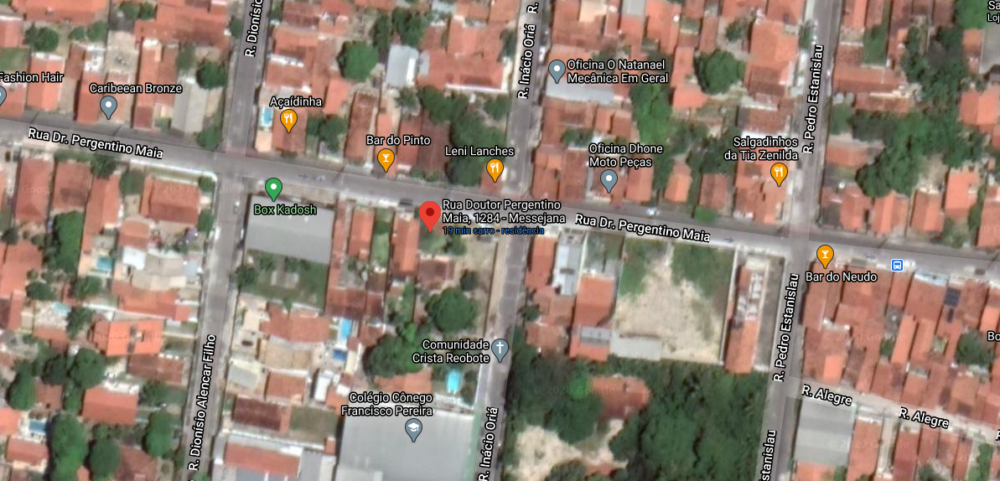 R. Dionísio
R. Inácio Oriá
R.
Sa
Loj
Fashion Hair
Caribeean Bronze
Oficina O Natanael
Mecânica Em Geral
R. Pedro Estanislau
Açaídinha
Rua Dr. Pergentino Maia
Bar do Pinto
Leni Lanches
Oficina Dhone
Moto Peças
Salgadinhos
da Tia Zenilda
Box Kadosh
Rua Doutor Pergentino
Maia, 1284 - Messejana
19 min carro - residência
Rua Dr. Pergentino Maia
Bar do Neudo
R. Pedro Estanislau
Bo
Comunidade
Crista Reobote
R. Dionísio Alencar Filho
Colégio Cônego
Francisco Pereira
R. Inácio Oriá
R. Alegre
R. Alegre
stanislau